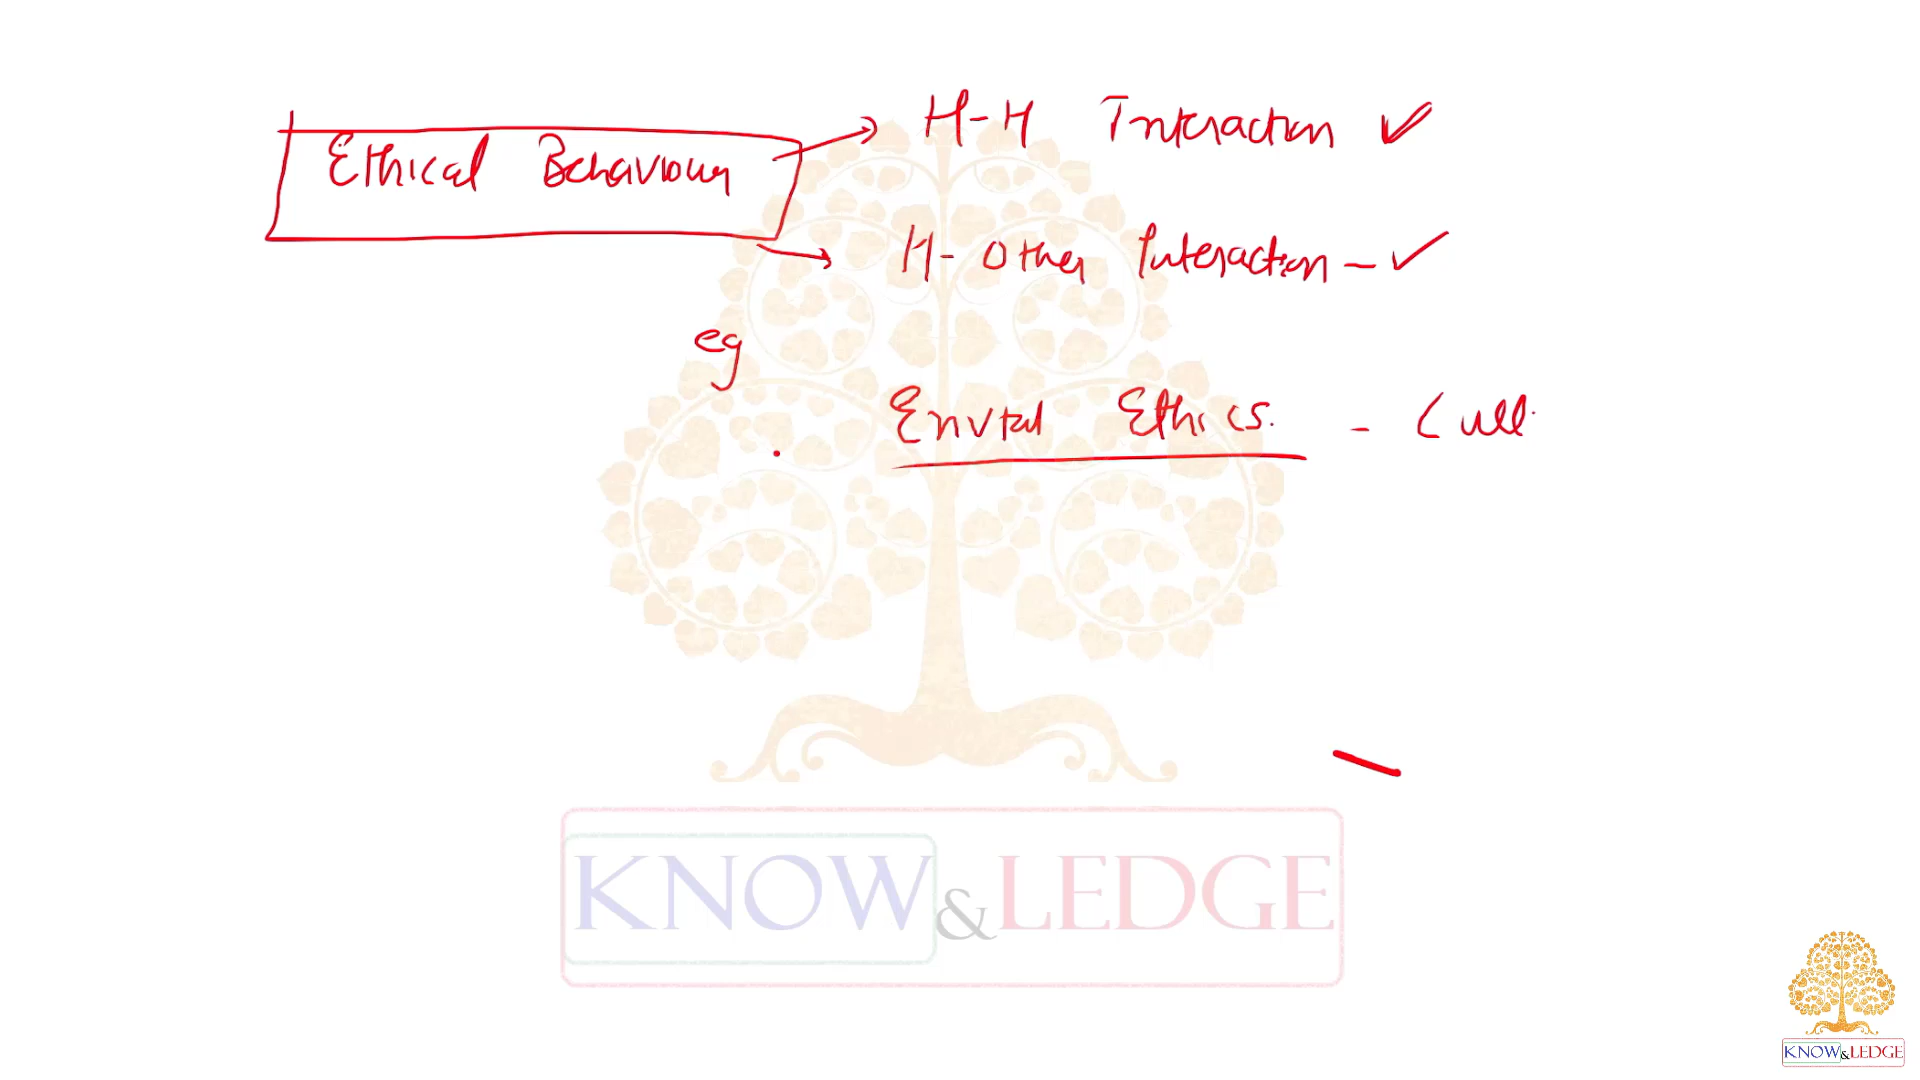 Ethical Behaviour
H-H Interaction
H- Other Interaction -
eg
Envtal Ethics. - Cull
KNOW&LEDGE
KNOW&LEDGE